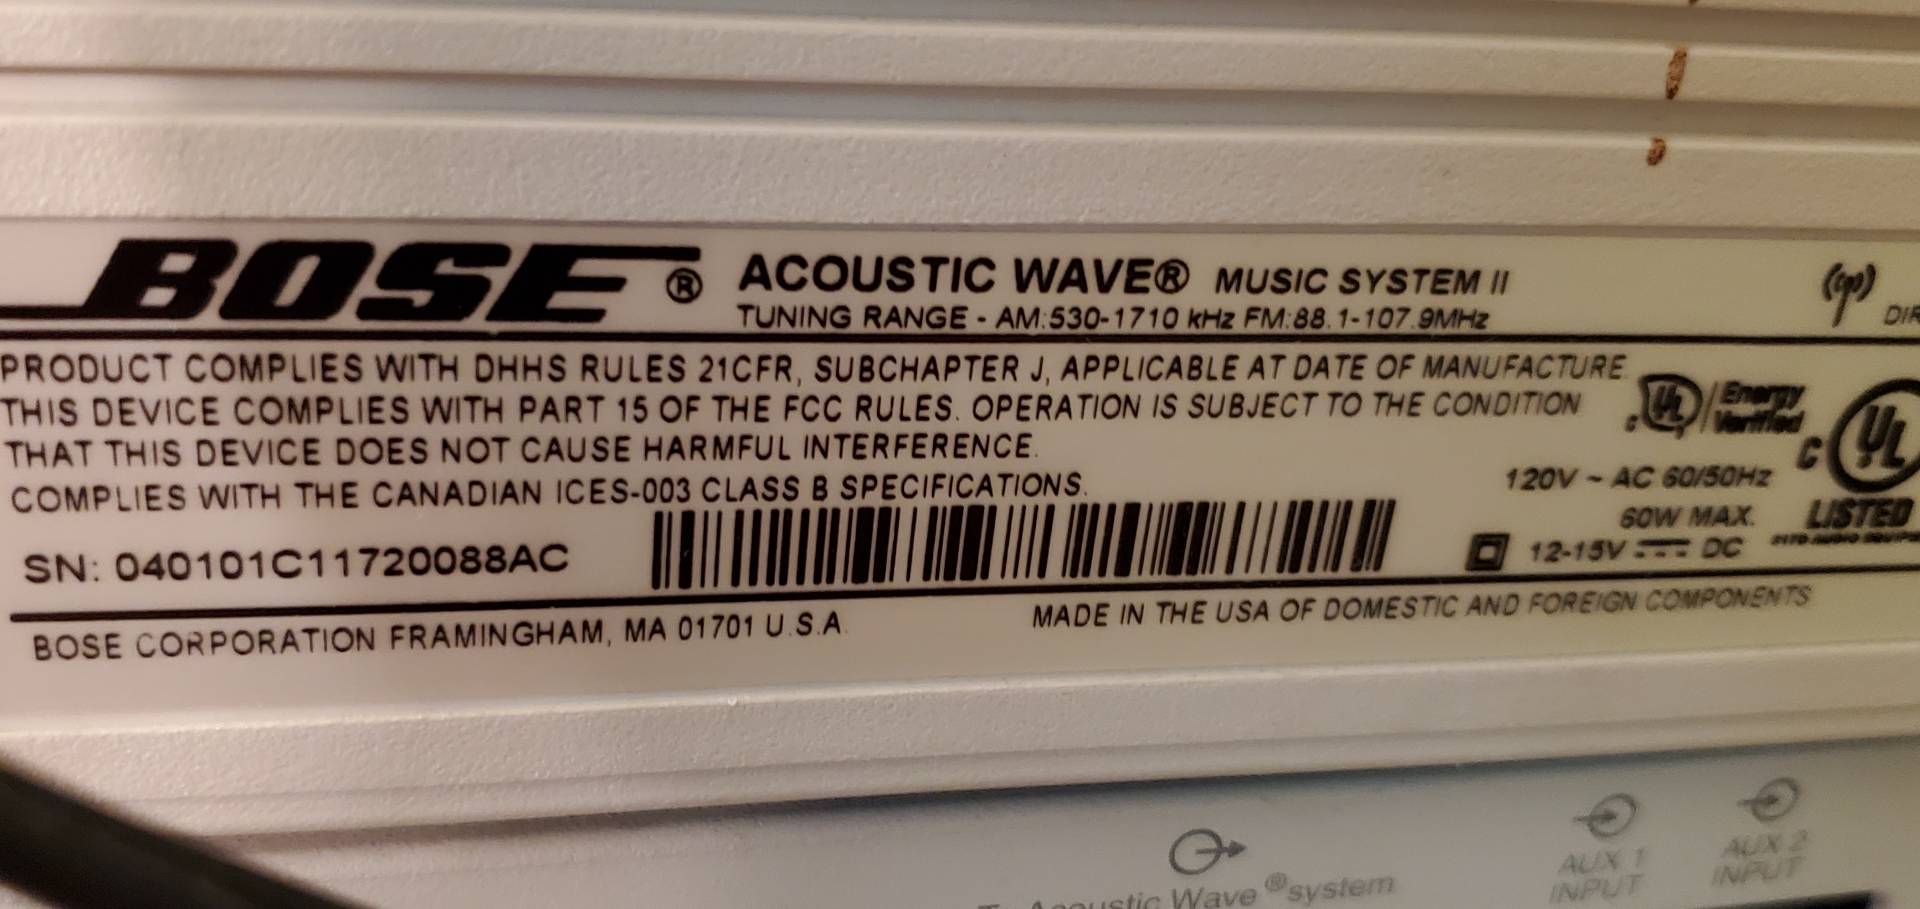 BOSE® ACOUSTIC WAVE® MUSIC SYSTEM II
TUNING RANGE - AM:530-1710 kHz FM:88.1-107.9MHz
PRODUCT COMPLIES WITH DHHS RULES 21CFR, SUBCHAPTER J, APPLICABLE AT DATE OF MANUFACTURE
THIS DEVICE COMPLIES WITH PART 15 OF THE FCC RULES. OPERATION IS SUBJECT TO THE CONDITION
THAT THIS DEVICE DOES NOT CAUSE HARMFUL INTERFERENCE.
COMPLIES WITH THE CANADIAN ICES-003 CLASS B SPECIFICATIONS.
SN: 040101C11720088AC
c UL / Energy Verified
C UL
LISTED
120V ~ AC 60/50Hz
60W MAX.
12-15V DC
BOSE CORPORATION FRAMINGHAM, MA 01701 U.S.A.
MADE IN THE USA OF DOMESTIC AND FOREIGN COMPONENTS
Acoustic Wave® system
AUX 1
INPUT
AUX 2
INPUT